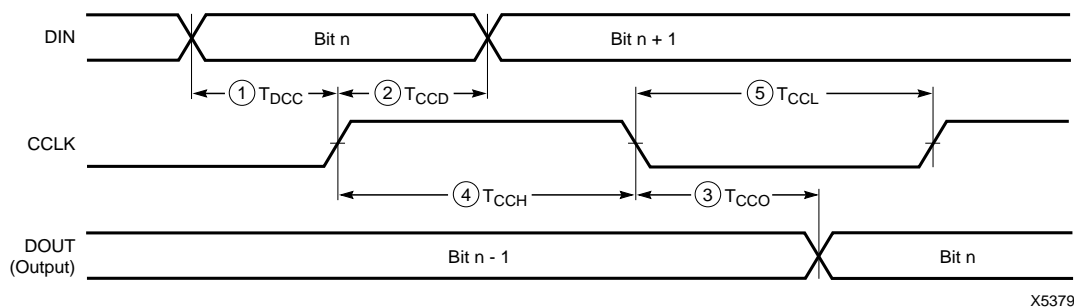 DIN
Bit n
Bit n + 1
1 TDCC
2 TCCD
5 TCCL
CCLK
4 TCCH
3 TCCO
DOUT
(Output)
Bit n - 1
Bit n
X5379